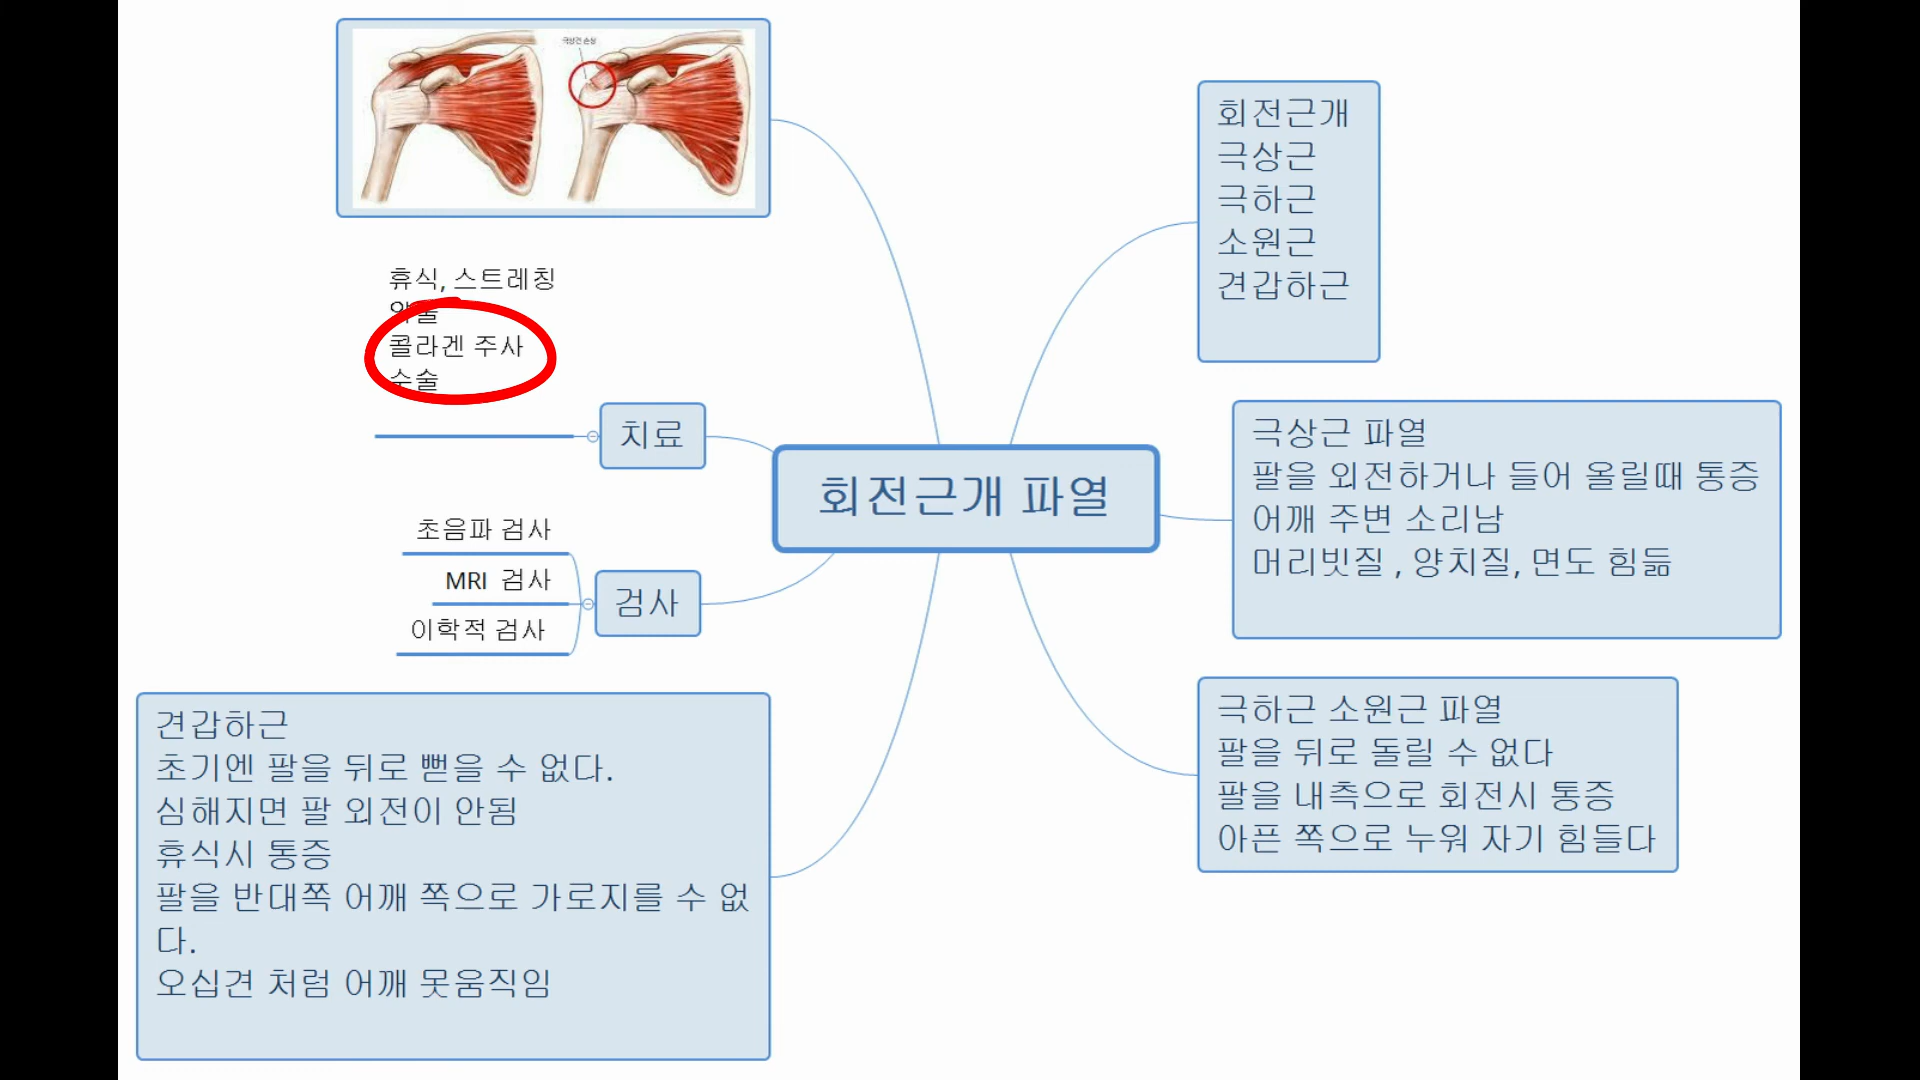 극상건 손상
휴식, 스트레칭
약물
콜라겐 주사
수술
치료
초음파 검사
MRI 검사
이학적 검사
검사
견갑하근
초기엔 팔을 뒤로 뻗을 수 없다.
심해지면 팔 외전이 안됨
휴식시 통증
팔을 반대쪽 어깨 쪽으로 가로지를 수 없
다.
오십견 처럼 어깨 못움직임
회전근개 파열
회전근개
극상근
극하근
소원근
견갑하근
극상근 파열
팔을 외전하거나 들어 올릴때 통증
어깨 주변 소리남
머리빗질 , 양치질, 면도 힘듦
극하근 소원근 파열
팔을 뒤로 돌릴 수 없다
팔을 내측으로 회전시 통증
아픈 쪽으로 누워 자기 힘들다